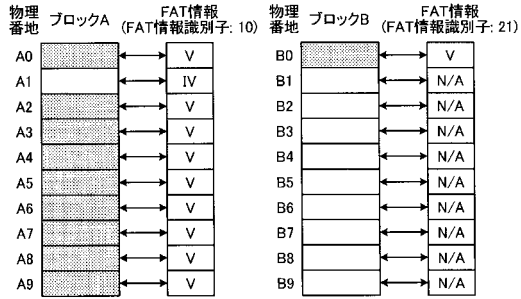 物理番地 ブロックA FAT情報(FAT情報識別子: 10) 物理番地 ブロックB FAT情報(FAT情報識別子: 21)
A0 V B0 V
A1 IV B1 N/A
A2 V B2 N/A
A3 V B3 N/A
A4 V B4 N/A
A5 V B5 N/A
A6 V B6 N/A
A7 V B7 N/A
A8 V B8 N/A
A9 V B9 N/A